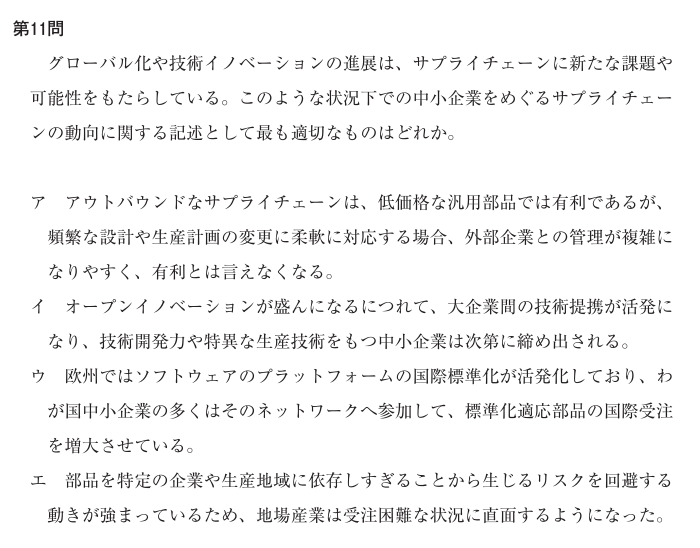 第11問
グローバル化や技術イノベーションの進展は、サプライチェーンに新たな課題や
可能性をもたらしている。このような状況下での中小企業をめぐるサプライチェー
ンの動向に関する記述として最も適切なものはどれか。
ア　アウトバウンドなサプライチェーンは、低価格な汎用部品では有利であるが、
頻繁な設計や生産計画の変更に柔軟に対応する場合、外部企業との管理が複雑に
なりやすく、有利とは言えなくなる。
イ　オープンイノベーションが盛んになるにつれて、大企業間の技術提携が活発に
なり、技術開発力や特異な生産技術をもつ中小企業は次第に締め出される。
ウ　欧州ではソフトウェアのプラットフォームの国際標準化が活発化しており、わ
が国中小企業の多くはそのネットワークへ参加して、標準化適応部品の国際受注
を増大させている。
エ　部品を特定の企業や生産地域に依存しすぎることから生じるリスクを回避する
動きが強まっているため、地場産業は受注困難な状況に直面するようになった。